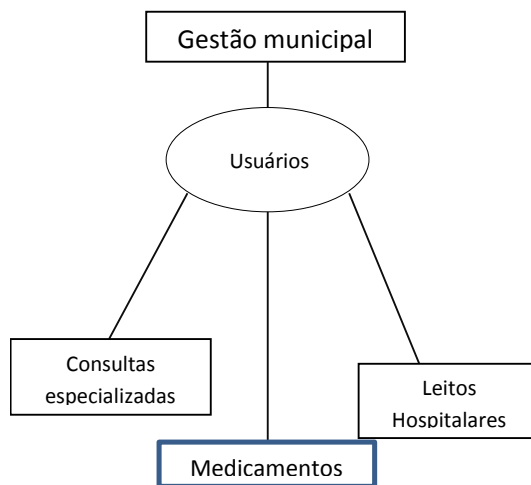 Gestão municipal
Usuários
Consultas
especializadas
Leitos
Hospitalares
Medicamentos